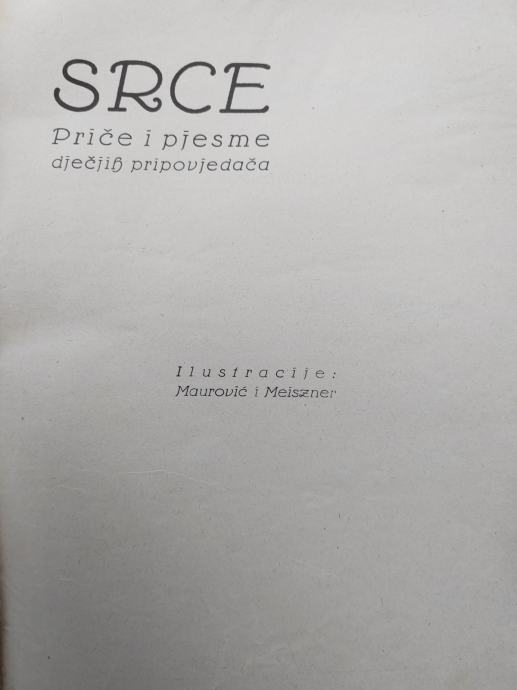 SRCE
Priče i pjesme
dječjih pripovjedača
Ilustracije:
Maurović i Meiszner